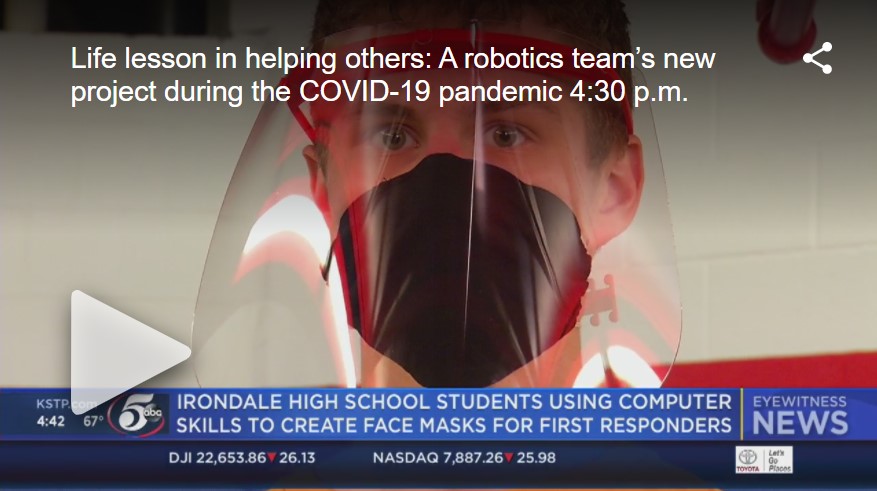 Life lesson in helping others: A robotics team’s new
project during the COVID-19 pandemic 4:30 p.m.
IRONDALE HIGH SCHOOL STUDENTS USING COMPUTER
SKILLS TO CREATE FACE MASKS FOR FIRST RESPONDERS
KSTP.com
4:42 67°
5 abc
EYEWITNESS
NEWS
DJI 22,653.86 26.13 NASDAQ 7,887.26 25.98
TOYOTA
Let's
Go
Places